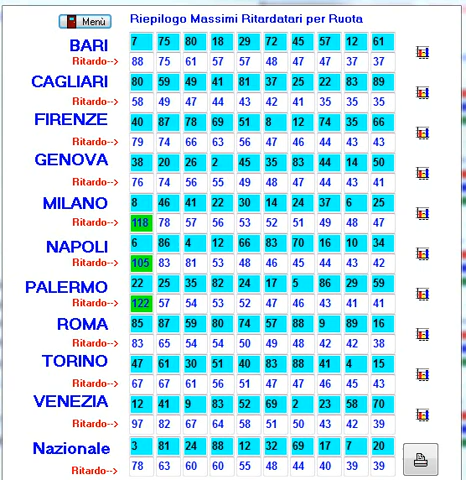 Menù
Riepilogo Massimi Ritardatari per Ruota
BARI 7 75 80 18 29 72 45 57 12 61
Ritardo--> 88 75 61 57 57 48 47 47 37 37
CAGLIARI 80 59 49 41 81 37 25 22 83 89
Ritardo--> 58 49 47 44 43 42 41 35 35 35
FIRENZE 40 87 78 69 51 8 12 74 35 66
Ritardo--> 79 74 66 63 56 47 46 44 43 43
GENOVA 38 20 26 2 45 35 83 44 14 50
Ritardo--> 76 74 56 55 49 48 47 44 43 41
MILANO 8 46 41 22 30 14 24 37 6 25
Ritardo--> 118 78 57 56 53 52 51 49 48 47
NAPOLI 6 86 4 12 66 83 70 16 10 34
Ritardo--> 105 83 81 53 48 46 45 44 43 42
PALERMO 22 25 35 82 24 17 5 86 29 59
Ritardo--> 122 57 54 53 52 47 46 43 41 41
ROMA 85 87 59 80 74 57 88 9 89 16
Ritardo--> 83 65 54 54 50 49 48 42 42 38
TORINO 47 61 30 51 40 83 88 41 4 15
Ritardo--> 67 67 61 56 51 47 47 46 45 43
VENEZIA 12 41 9 83 52 69 2 23 58 70
Ritardo--> 97 82 67 64 58 51 50 43 42 39
Nazionale 3 81 24 88 12 32 69 17 7 20
Ritardo--> 78 63 60 60 55 48 44 40 39 39